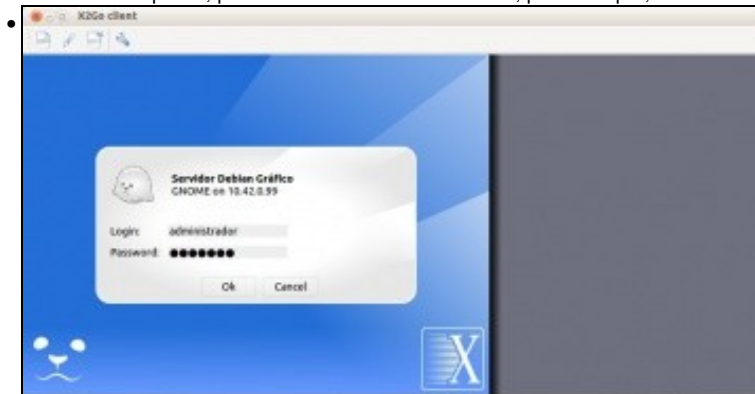 X2Go client
Servidor Debian Gráfico
GNOME on 10.42.0.99
Login: administrador
Password: ●●●●●●●
Ok Cancel
X